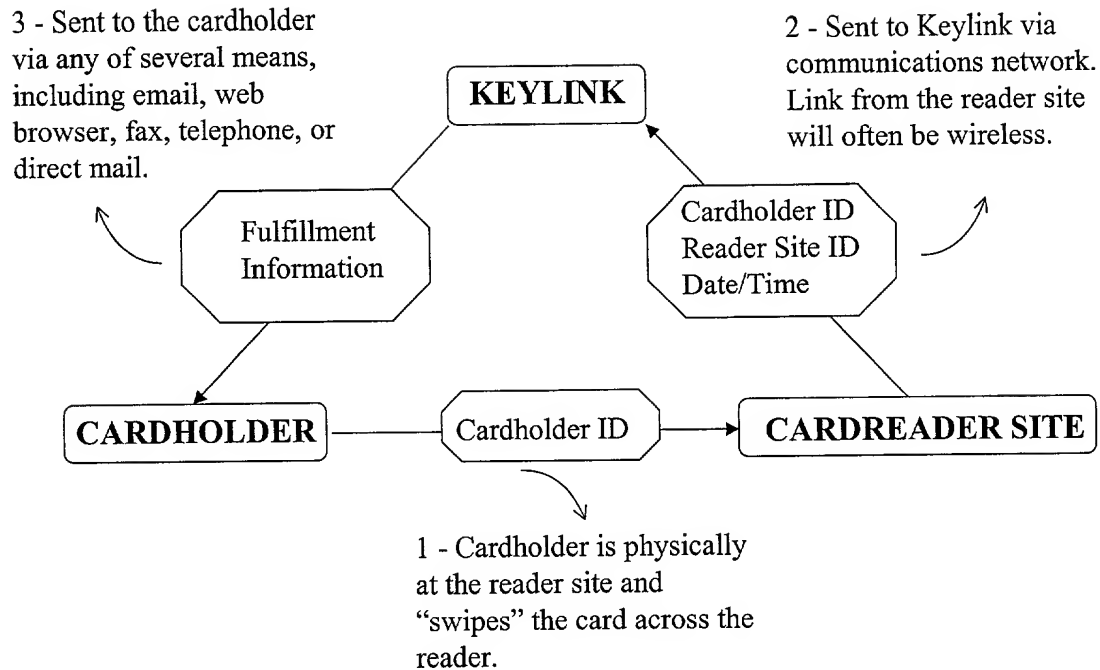 3 - Sent to the cardholder
via any of several means,
including email, web
browser, fax, telephone, or
direct mail.
KEYLINK
2 - Sent to Keylink via
communications network.
Link from the reader site
will often be wireless.
Fulfillment
Information
Cardholder ID
Reader Site ID
Date/Time
CARDHOLDER
Cardholder ID
CARDREADER SITE
1 - Cardholder is physically
at the reader site and
“swipes” the card across the
reader.